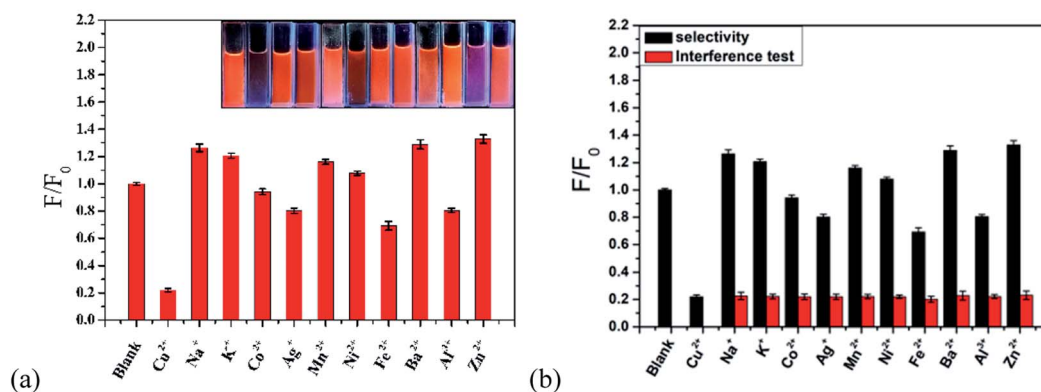 2.2
2.0
1.8
1.6
1.4
1.2
1.0
0.8
0.6
0.4
0.2
0.0
F/F₀
Blank
Cu²⁺
Na⁺
K⁺
Co²⁺
Ag⁺
Mn²⁺
Ni²⁺
Fe²⁺
Ba²⁺
Al³⁺
Zn²⁺
(a)
2.2
2.0
1.8
1.6
1.4
1.2
1.0
0.8
0.6
0.4
0.2
0.0
F/F₀
selectivity
Interference test
Blank
Cu²⁺
Na⁺
K⁺
Co²⁺
Ag⁺
Mn²⁺
Ni²⁺
Fe²⁺
Ba²⁺
Al³⁺
Zn²⁺
(b)